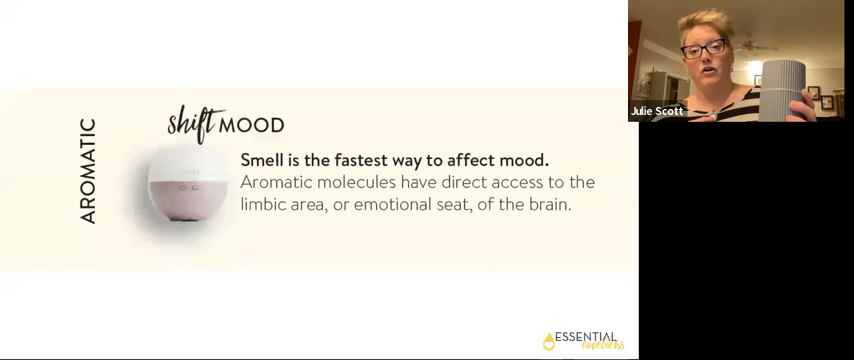 AROMATIC
shift MOOD
Smell is the fastest way to affect mood.
Aromatic molecules have direct access to the
limbic area, or emotional seat, of the brain.
Julie Scott
ESSENTIAL
emotions